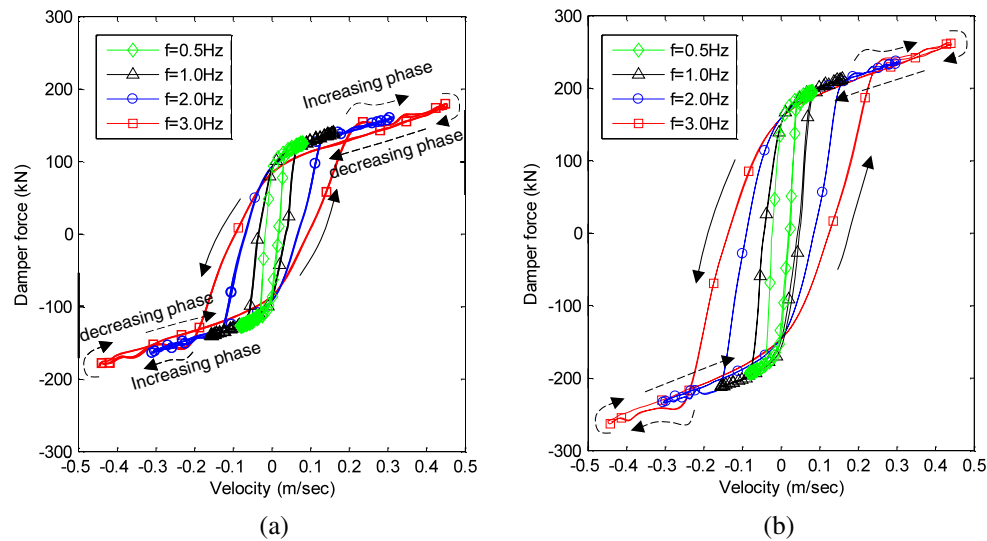 300
200
100
0
-100
-200
-300
-0.5 -0.4 -0.3 -0.2 -0.1 0 0.1 0.2 0.3 0.4 0.5
Damper force (kN)
Velocity (m/sec)
f=0.5Hz
f=1.0Hz
f=2.0Hz
f=3.0Hz
Increasing phase
decreasing phase
decreasing phase
Increasing phase
(a)
300
200
100
0
-100
-200
-300
-0.5 -0.4 -0.3 -0.2 -0.1 0 0.1 0.2 0.3 0.4 0.5
Damper force (kN)
Velocity (m/sec)
f=0.5Hz
f=1.0Hz
f=2.0Hz
f=3.0Hz
(b)